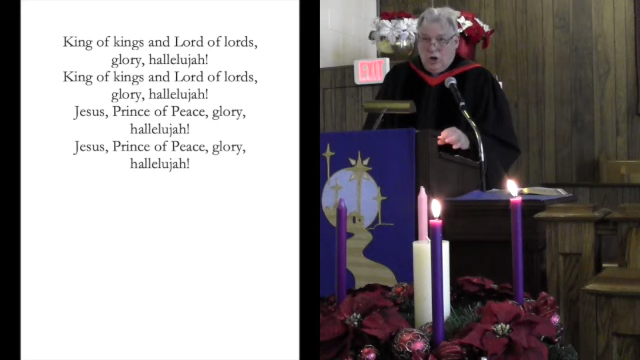 King of kings and Lord of lords,
glory, hallelujah!
King of kings and Lord of lords,
glory, hallelujah!
Jesus, Prince of Peace, glory,
hallelujah!
Jesus, Prince of Peace, glory,
hallelujah!
EXIT